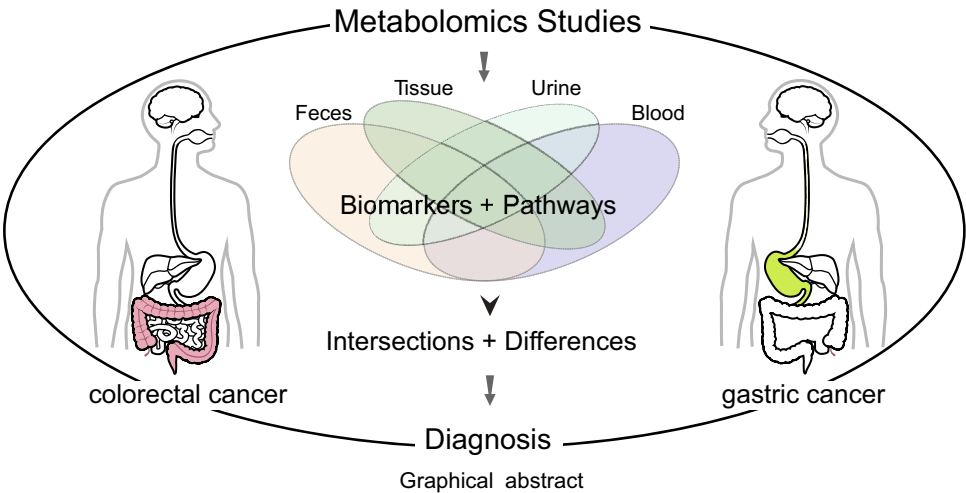 Metabolomics Studies
Tissue
Urine
Feces
Blood
Biomarkers + Pathways
Intersections + Differences
colorectal cancer
gastric cancer
Diagnosis
Graphical abstract